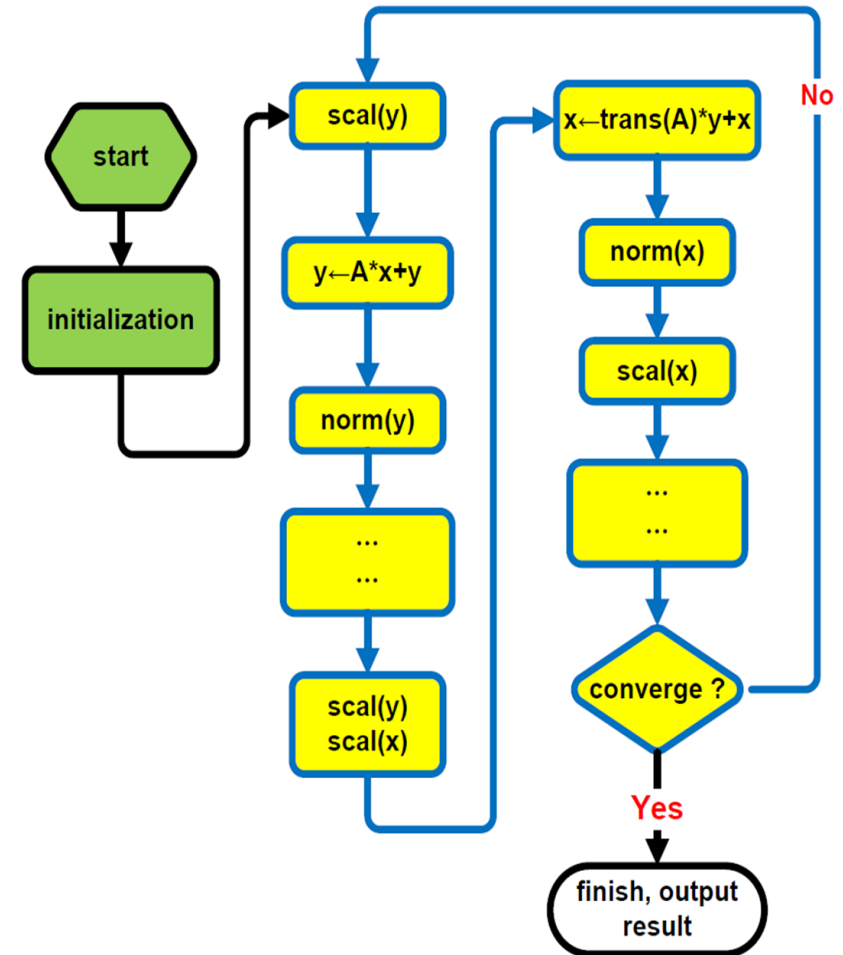 start
initialization
scal(y)
y←A*x+y
norm(y)
...
...
scal(y)
scal(x)
x←trans(A)*y+x
norm(x)
scal(x)
...
...
converge ?
No
Yes
finish, output
result